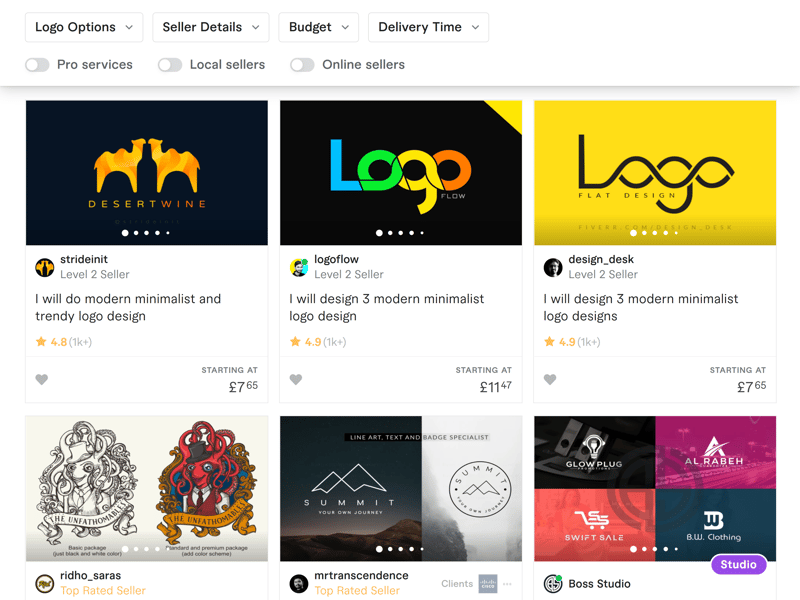 Logo Options
Seller Details
Budget
Delivery Time
Pro services
Local sellers
Online sellers
DESERTWINE
strideinit
Level 2 Seller
I will do modern minimalist and
trendy logo design
4.8 (1k+)
STARTING AT
£7 65
Logo
FLOW
logoflow
Level 2 Seller
I will design 3 modern minimalist
logo design
4.9 (1k+)
STARTING AT
£11 47
Logo
FLAT DESIGN
FIVERR.COM/DESIGN_DESK
design_desk
Level 2 Seller
I will design 3 modern minimalist
logo designs
4.9 (1k+)
STARTING AT
£7 65
THE UNFATHOMABLE
THE UNFATHOMABLE
Basic package
(just black and white color)
Standard and premium package
(add color scheme)
ridho_saras
Top Rated Seller
LINE ART, TEXT AND BADGE SPECIALIST
SUMMIT
YOUR OWN JOURNEY
SUMMIT
YOUR OWN JOURNEY
mrtranscendence
Top Rated Seller
Clients
CISCO
GLOWPLUG
PROMOTIONS
AL RABEH
SWIFT SALE
B.W. Clothing
Studio
Boss Studio